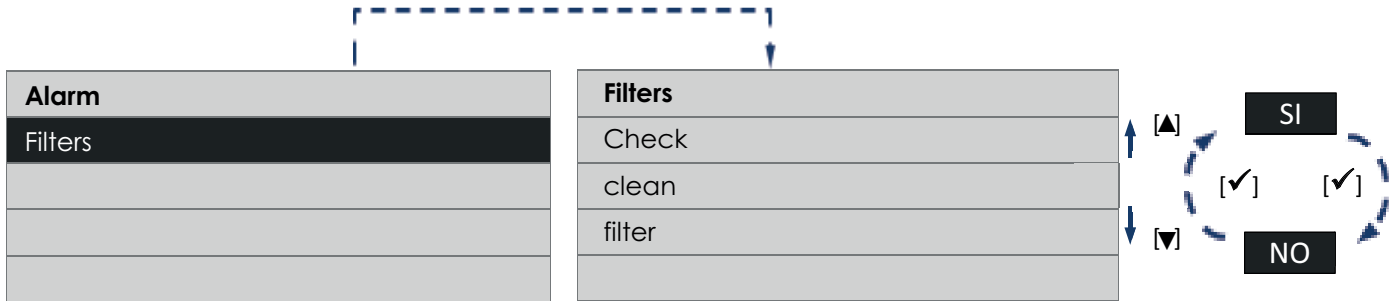 Alarm
Filters
Filters
Check
clean
filter
[▲]
[▼]
SI
[✓] [✓]
NO